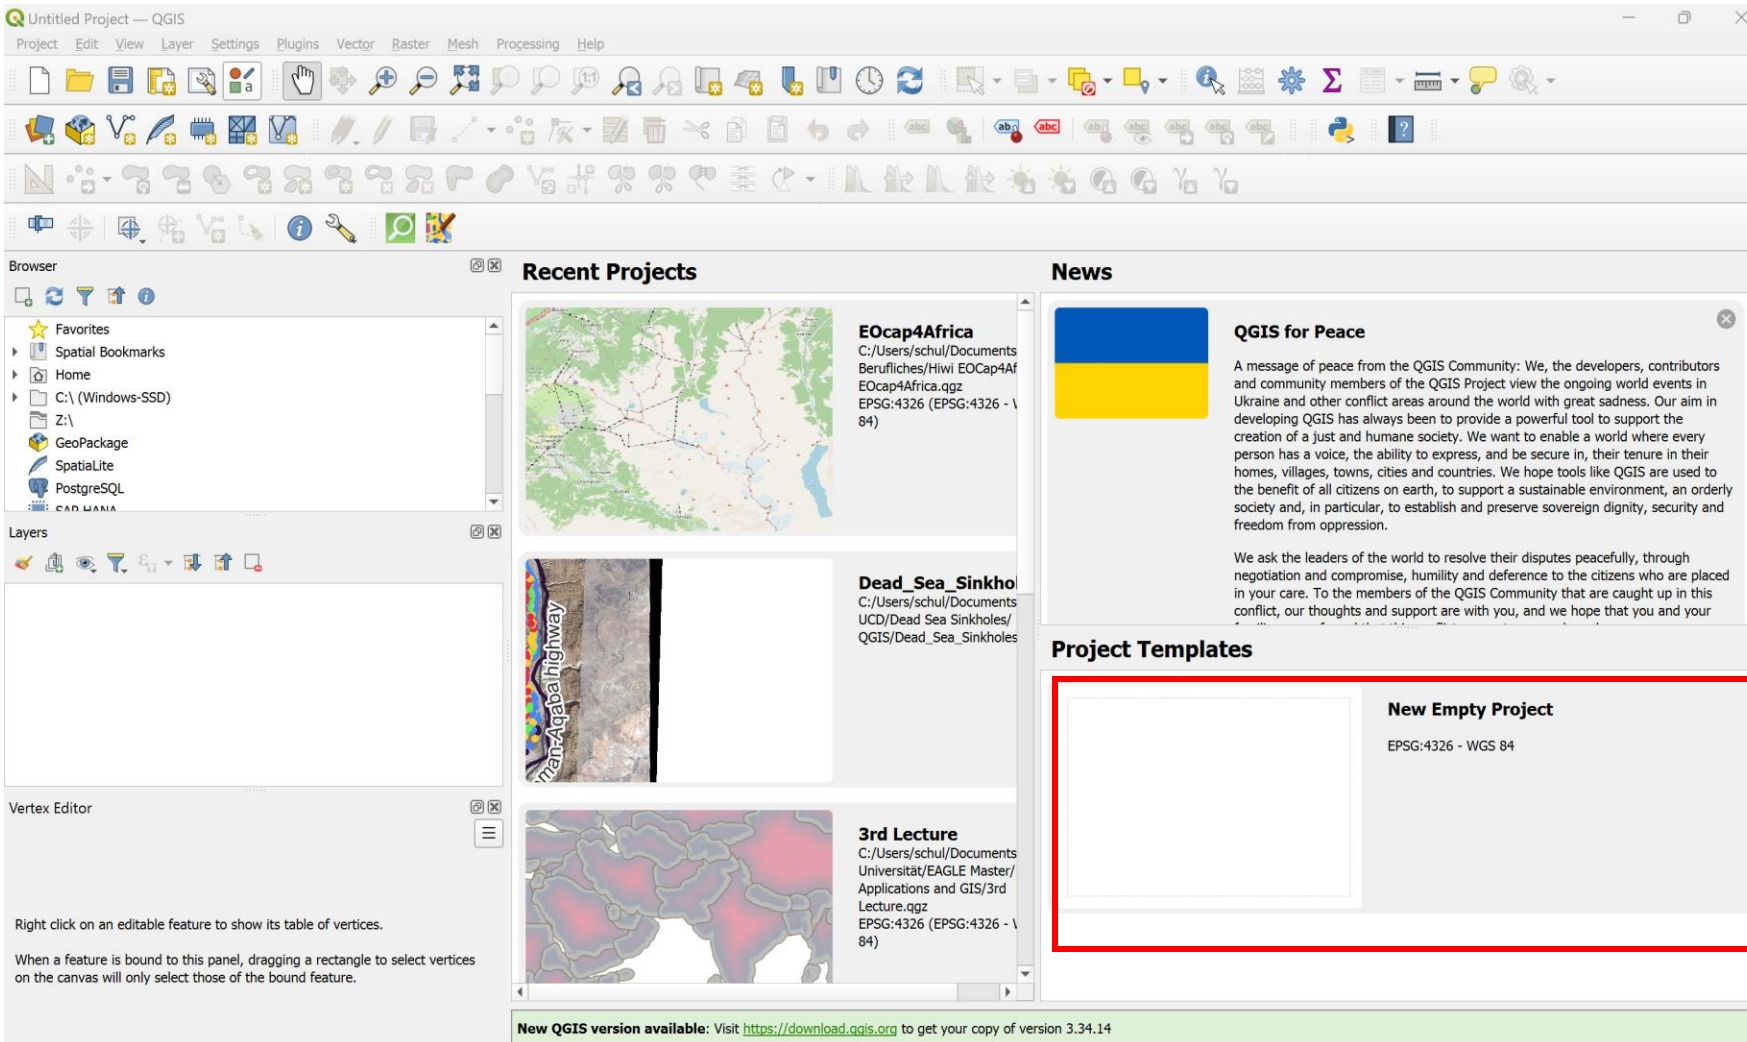 Untitled Project — QGIS
Project Edit View Layer Settings Plugins Vector Raster Mesh Processing Help
Browser
Favorites
Spatial Bookmarks
Home
C:\ (Windows-SSD)
Z:\
GeoPackage
SpatiaLite
PostgreSQL
SAP HANA
Layers
Vertex Editor
Right click on an editable feature to show its table of vertices.
When a feature is bound to this panel, dragging a rectangle to select vertices
on the canvas will only select those of the bound feature.
Recent Projects
EOcap4Africa
C:/Users/schul/Documents
Berufliches/Hiwi EOCap4Af
EOcap4Africa.qgz
EPSG:4326 (EPSG:4326 - \
84)
man-Aqaba highway
Dead_Sea_Sinkhol
C:/Users/schul/Documents
UCD/Dead Sea Sinkholes/
QGIS/Dead_Sea_Sinkholes
3rd Lecture
C:/Users/schul/Documents
Universität/EAGLE Master/
Applications and GIS/3rd
Lecture.qgz
EPSG:4326 (EPSG:4326 - \
84)
News
QGIS for Peace
A message of peace from the QGIS Community: We, the developers, contributors
and community members of the QGIS Project view the ongoing world events in
Ukraine and other conflict areas around the world with great sadness. Our aim in
developing QGIS has always been to provide a powerful tool to support the
creation of a just and humane society. We want to enable a world where every
person has a voice, the ability to express, and be secure in, their tenure in their
homes, villages, towns, cities and countries. We hope tools like QGIS are used to
the benefit of all citizens on earth, to support a sustainable environment, an orderly
society and, in particular, to establish and preserve sovereign dignity, security and
freedom from oppression.
We ask the leaders of the world to resolve their disputes peacefully, through
negotiation and compromise, humility and deference to the citizens who are placed
in your care. To the members of the QGIS Community that are caught up in this
conflict, our thoughts and support are with you, and we hope that you and your
Project Templates
New Empty Project
EPSG:4326 - WGS 84
New QGIS version available: Visit https://download.qgis.org to get your copy of version 3.34.14